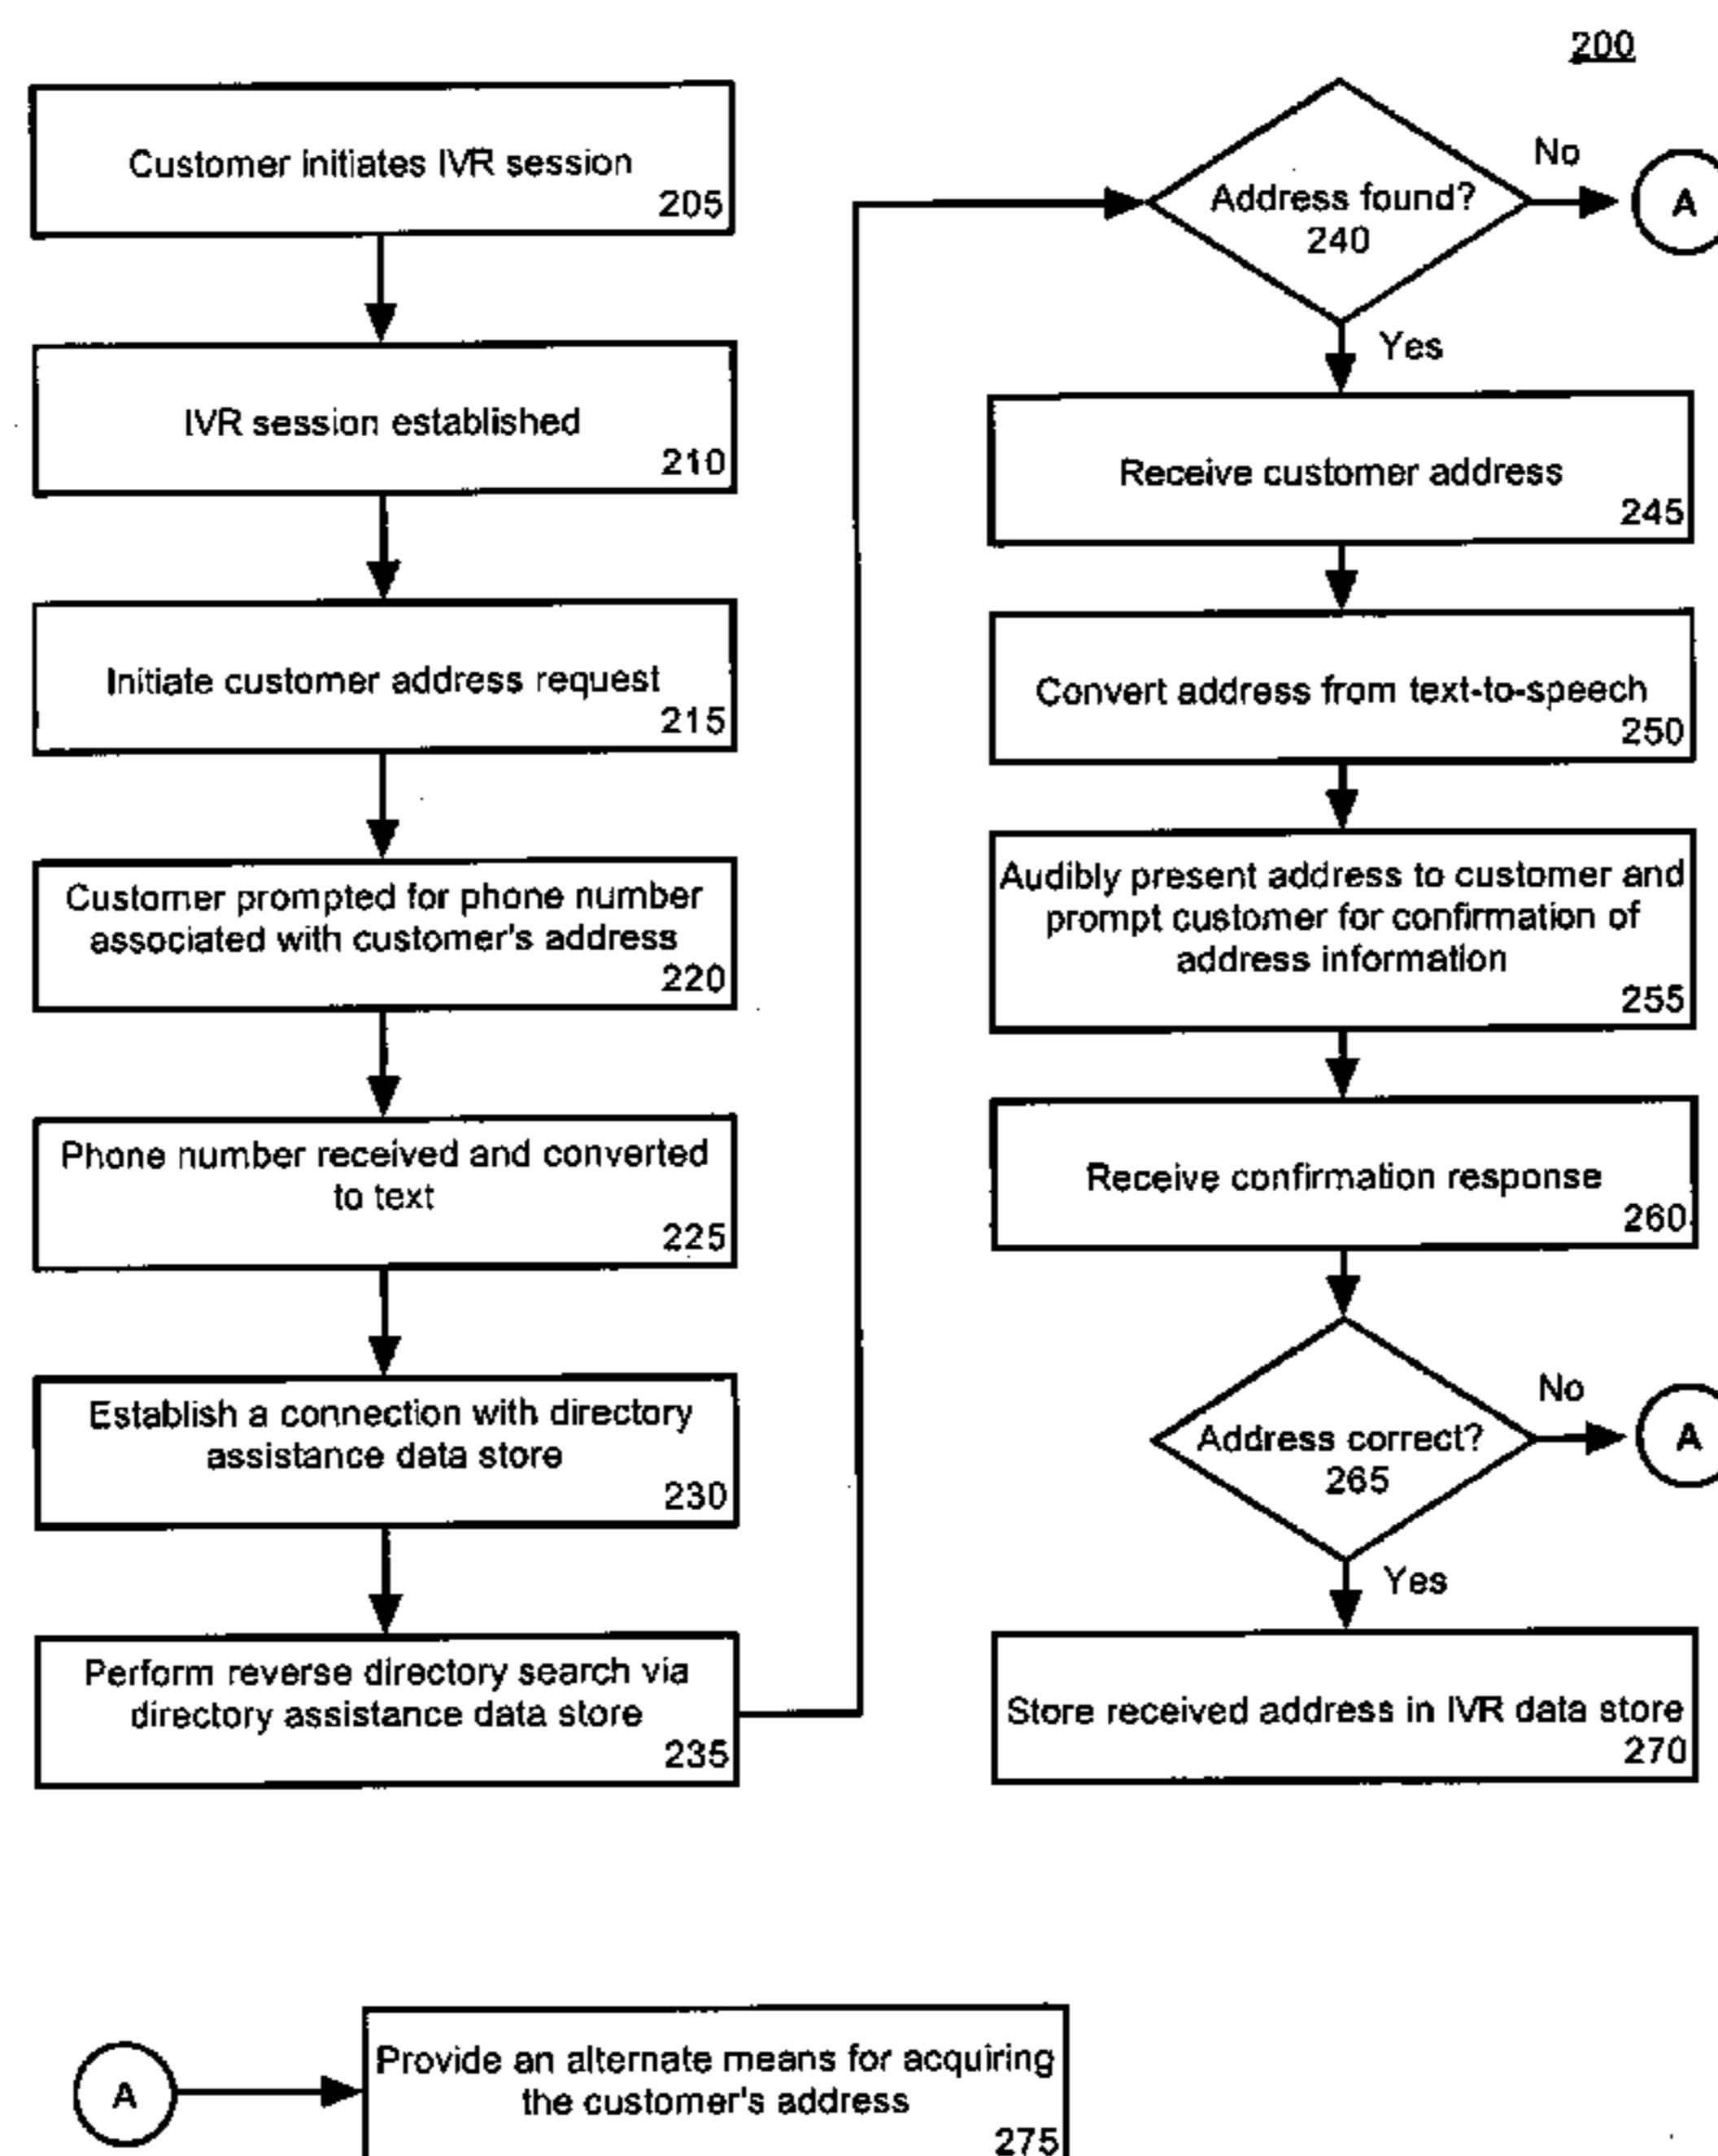 200
Customer initiates IVR session
205
IVR session established
210
Initiate customer address request
215
Customer prompted for phone number
associated with customer's address
220
Phone number received and converted
to text
225
Establish a connection with directory
assistance data store
230
Perform reverse directory search via
directory assistance data store
235
Address found?
240
No
A
Yes
Receive customer address
245
Convert address from text-to-speech
250
Audibly present address to customer and
prompt customer for confirmation of
address information
255
Receive confirmation response
260
Address correct?
265
No
A
Yes
Store received address in IVR data store
270
A
Provide an alternate means for acquiring
the customer's address
275